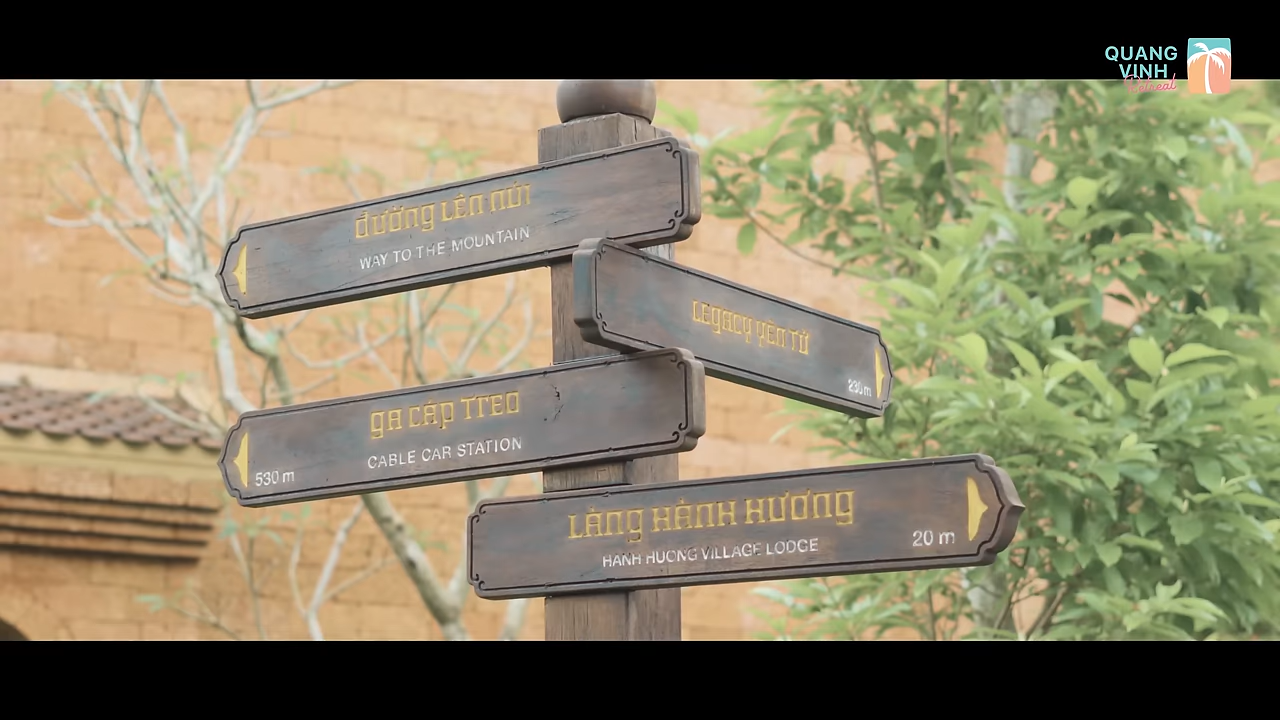 QUANG
VINH
Retreat
đường lên núi
WAY TO THE MOUNTAIN
LEGACY YÊN TỬ
230 m
ga cáp treo
CABLE CAR STATION
530 m
Làng Hành Hương
HANH HUONG VILLAGE LODGE
20 m